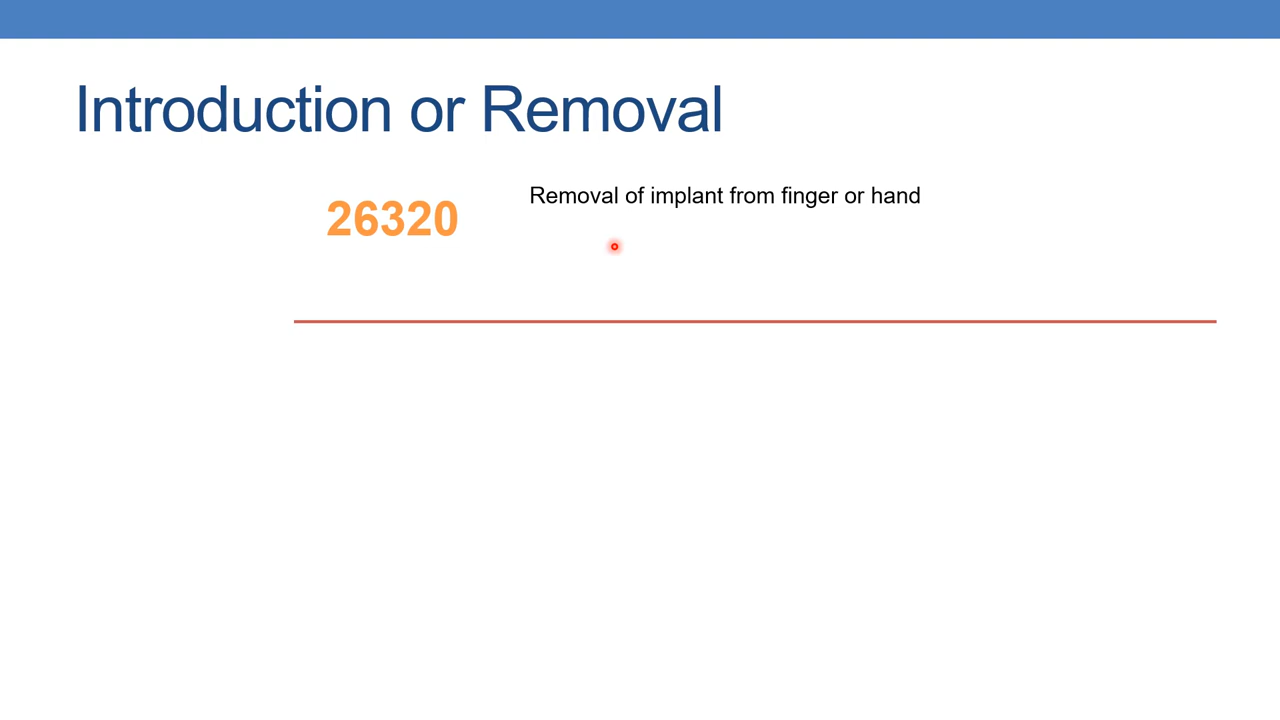 Introduction or Removal
26320
Removal of implant from finger or hand